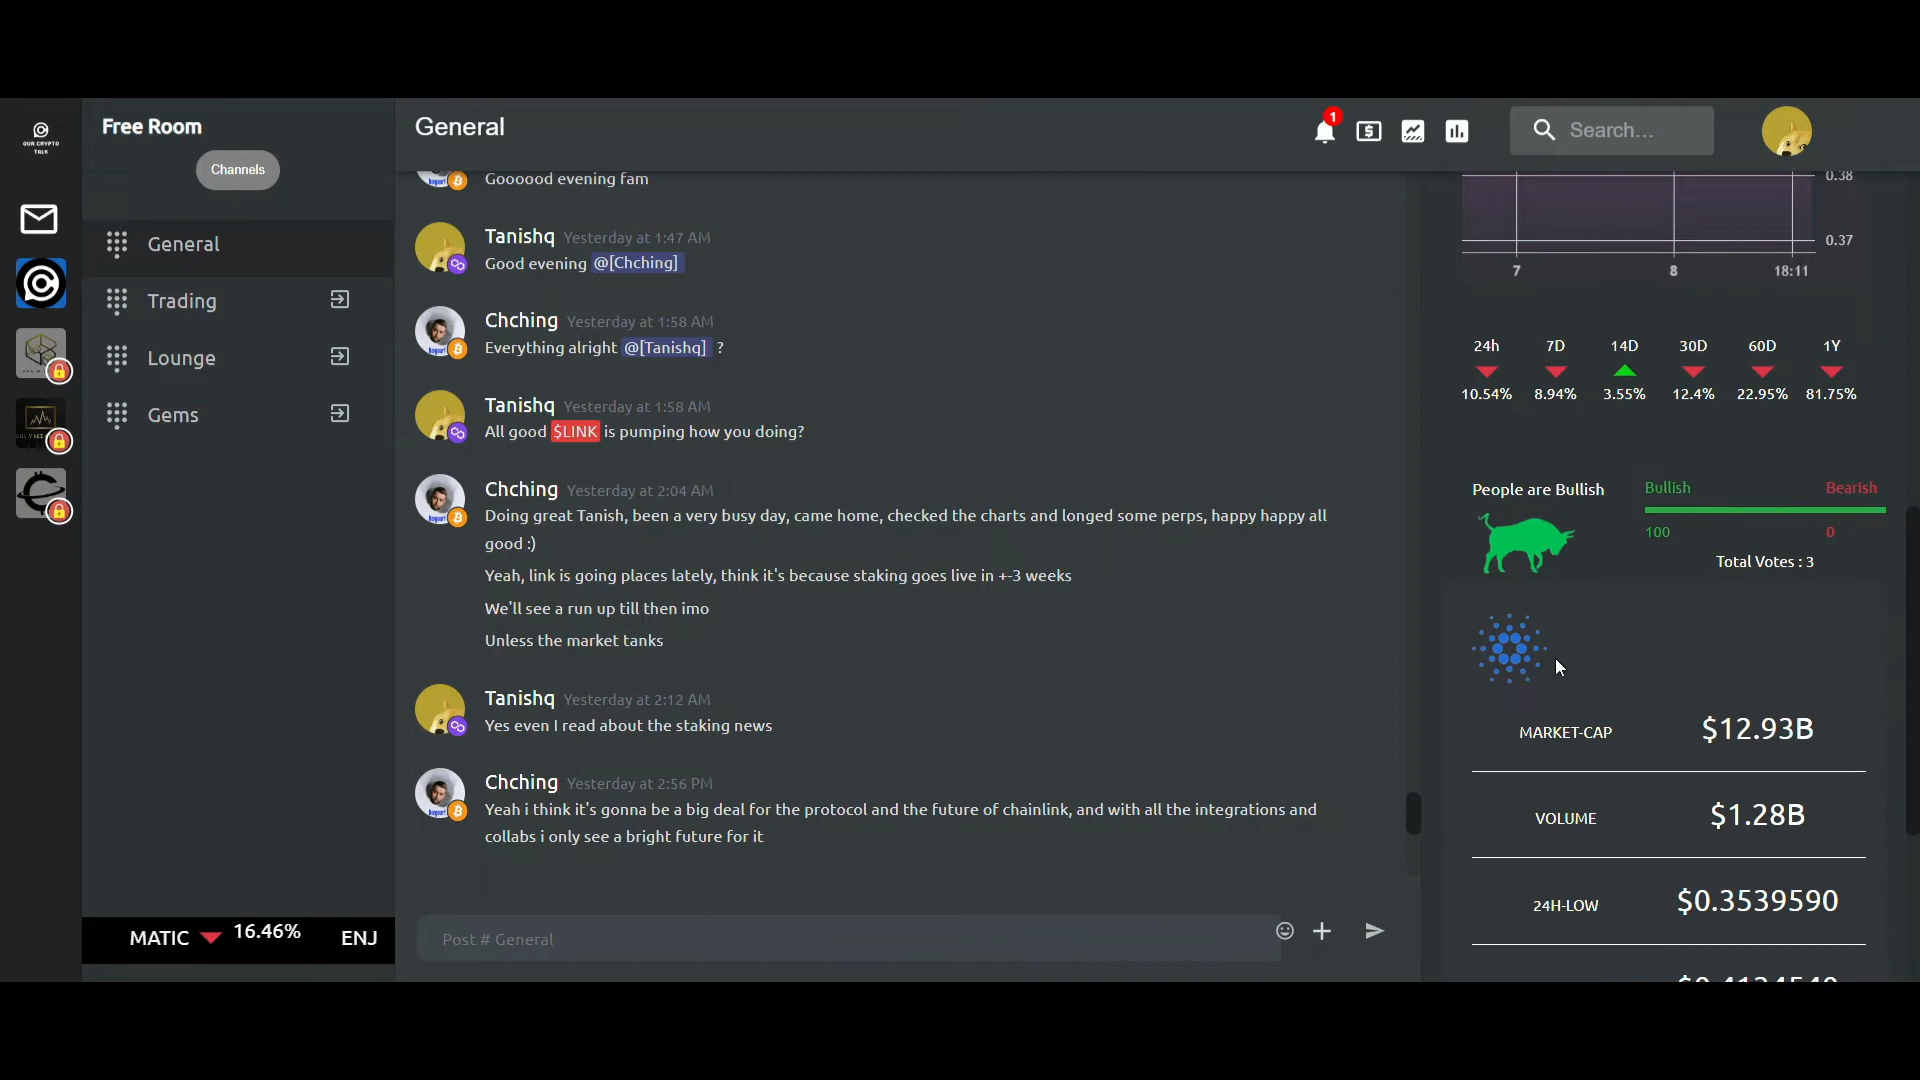 OUR CRYPTO
TALK
Free Room
Channels
General
Trading
Lounge
Gems
MATIC 16.46% ENJ
General
1
Search...
Goooood evening fam
Tanishq Yesterday at 1:47 AM
Good evening @[Chching]
Chching Yesterday at 1:58 AM
Everything alright @[Tanishq] ?
Tanishq Yesterday at 1:58 AM
All good $LINK is pumping how you doing?
Chching Yesterday at 2:04 AM
Doing great Tanish, been a very busy day, came home, checked the charts and longed some perps, happy happy all
good :)
Yeah, link is going places lately, think it's because staking goes live in +-3 weeks
We'll see a run up till then imo
Unless the market tanks
Tanishq Yesterday at 2:12 AM
Yes even I read about the staking news
Chching Yesterday at 2:56 PM
Yeah i think it's gonna be a big deal for the protocol and the future of chainlink, and with all the integrations and
collabs i only see a bright future for it
Post # General
0.38
0.37
7 8 18:11
24h 7D 14D 30D 60D 1Y
10.54% 8.94% 3.55% 12.4% 22.95% 81.75%
People are Bullish
Bullish Bearish
100 0
Total Votes : 3
MARKET-CAP $12.93B
VOLUME $1.28B
24H-LOW $0.3539590